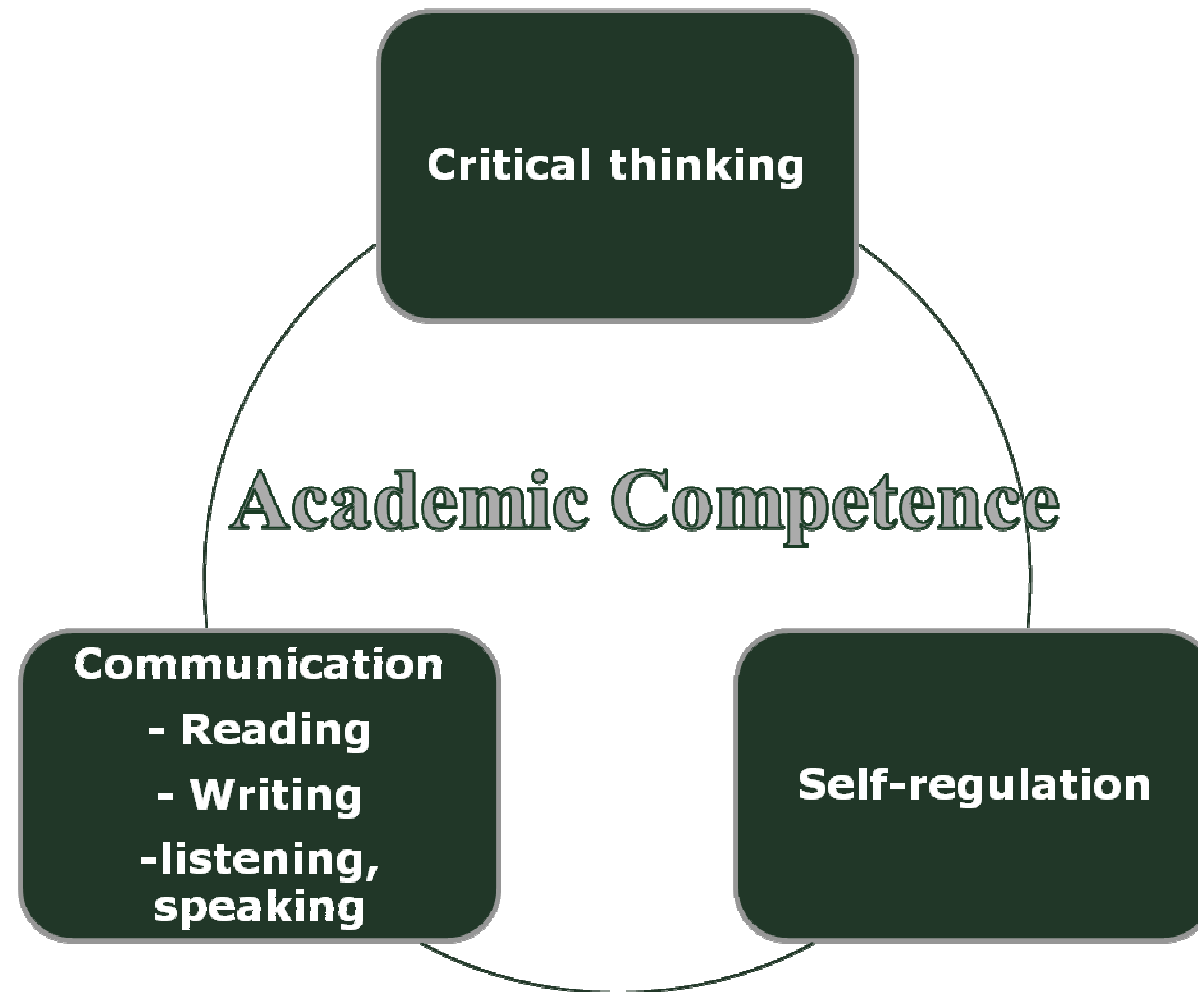 Critical thinking
Academic Competence
Communication
- Reading
- Writing
-listening,
speaking
Self-regulation